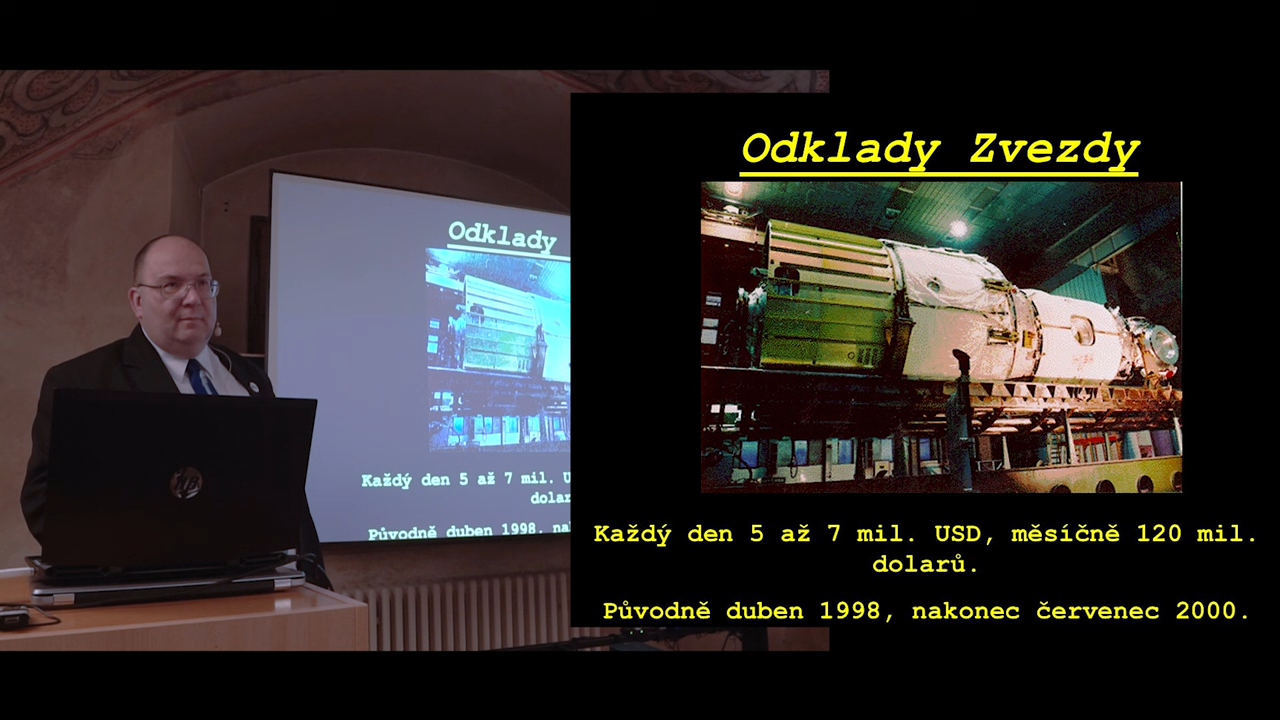 Odklady Zvezdy
Každý den 5 až 7 mil. USD, měsíčně 120 mil.
dolarů.
Původně duben 1998, nakonec červenec 2000.
Odklady
Každý den 5 až 7 mil. U
dolar
Původně duben 1998, nak
hp